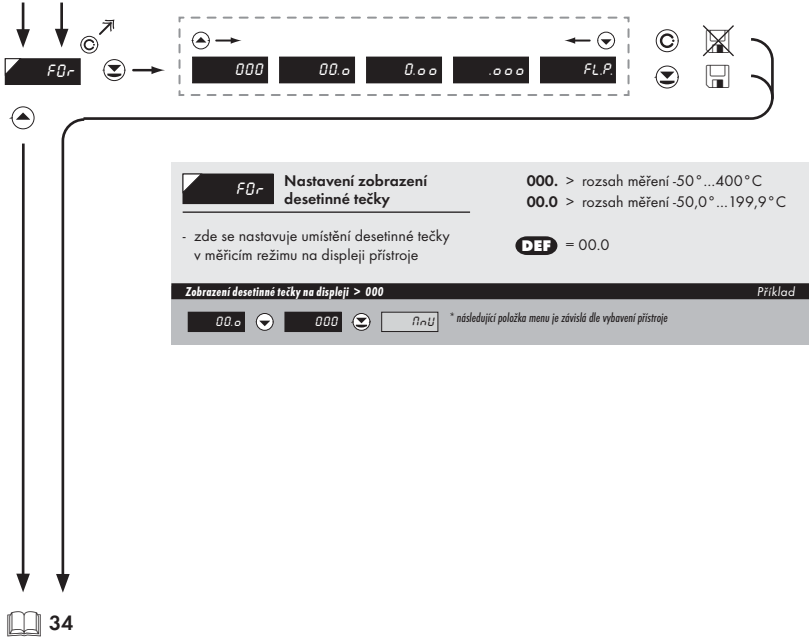 FOr
000 00.o 0.oo .ooo FL.P.
FOr
Nastavení zobrazení
desetinné tečky
- zde se nastavuje umístění desetinné tečky
v měřicím režimu na displeji přístroje
000. > rozsah měření -50°...400°C
00.0 > rozsah měření -50,0°...199,9°C
DEF = 00.0
Zobrazení desetinné tečky na displeji > 000 Příklad
00.o 000 MnU * následující položka menu je závislá dle vybavení přístroje
34